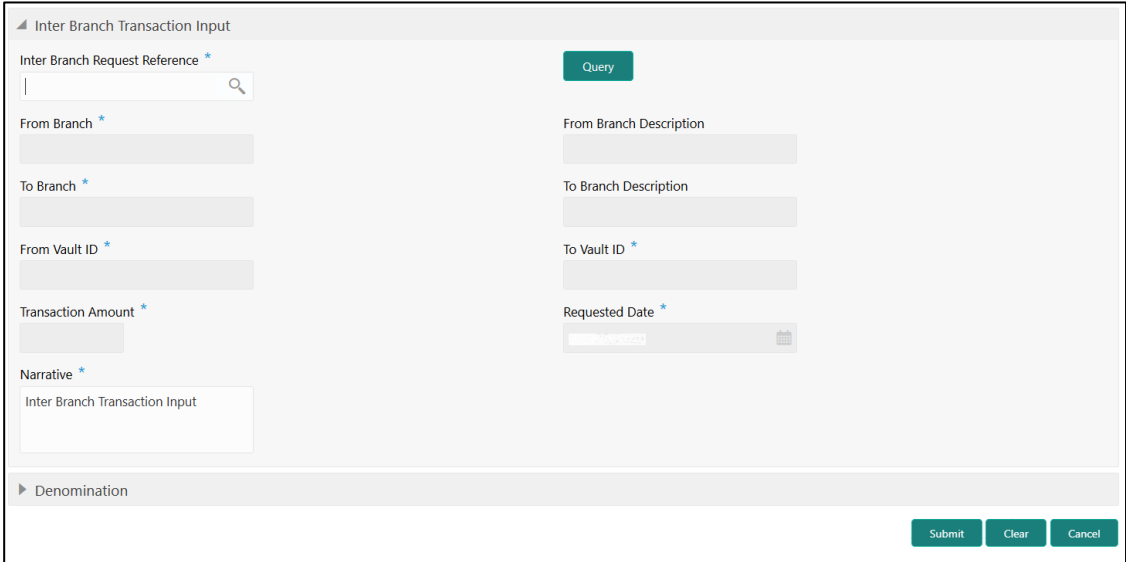 Inter Branch Transaction Input
Inter Branch Request Reference *
Query
From Branch *
From Branch Description
To Branch *
To Branch Description
From Vault ID *
To Vault ID *
Transaction Amount *
Requested Date *
Narrative *
Inter Branch Transaction Input
Denomination
Submit Clear Cancel